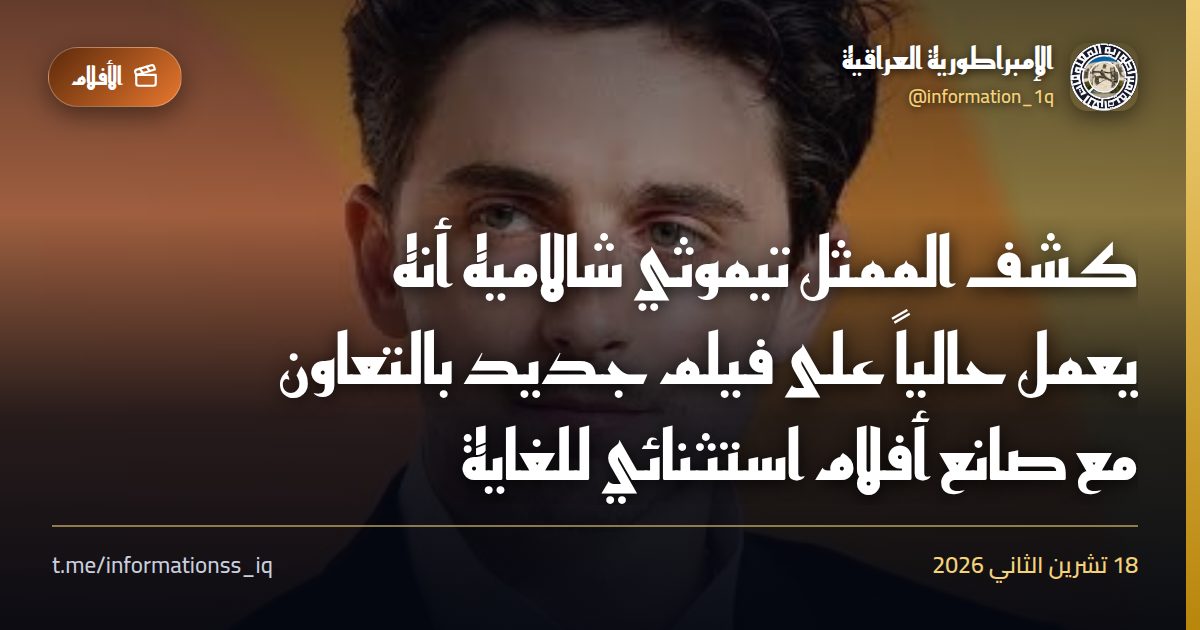 الإمبراطورية العراقية
@information_1q
الأفلام
كشف الممثل تيموثي شالاميه أنه
يعمل حالياً على فيلم جديد بالتعاون
مع صانع أفلام استثنائي للغاية
18 تشرين الثاني 2026
t.me/informationss_iq